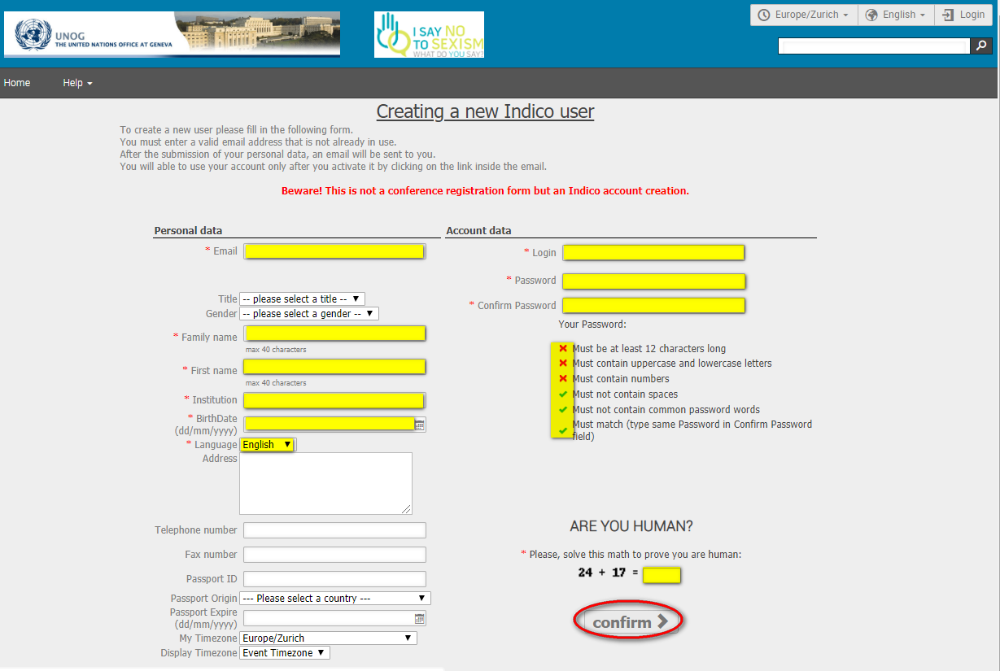 UNOG
THE UNITED NATIONS OFFICE AT GENEVA
I SAY NO
TO SEXISM
WHAT DO YOU SAY?
Europe/Zurich
English
Login
Home
Help
Creating a new Indico user
To create a new user please fill in the following form.
You must enter a valid email address that is not already in use.
After the submission of your personal data, an email will be sent to you.
You will able to use your account only after you activate it by clicking on the link inside the email.
Beware! This is not a conference registration form but an Indico account creation.
Personal data
* Email
Title -- please select a title --
Gender -- please select a gender --
* Family name
max 40 characters
* First name
max 40 characters
* Institution
* BirthDate
(dd/mm/yyyy)
* Language English
Address
Telephone number
Fax number
Passport ID
Passport Origin --- Please select a country ---
Passport Expire
(dd/mm/yyyy)
My Timezone Europe/Zurich
Display Timezone Event Timezone
Account data
* Login
* Password
* Confirm Password
Your Password:
Must be at least 12 characters long
Must contain uppercase and lowercase letters
Must contain numbers
Must not contain spaces
Must not contain common password words
Must match (type same Password in Confirm Password
field)
ARE YOU HUMAN?
* Please, solve this math to prove you are human:
24 + 17 =
confirm